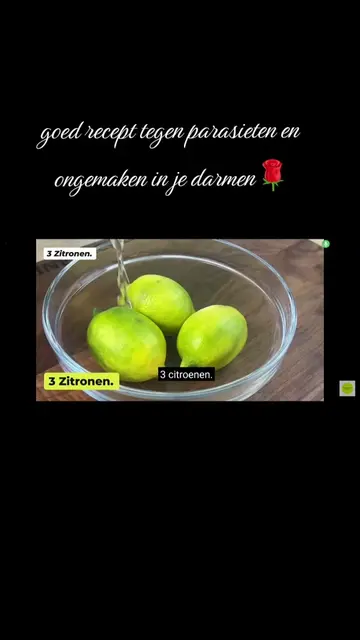 goed recept tegen parasieten en
ongemaken in je darmen
3 Zitronen.
3 citroenen.
3 Zitronen.